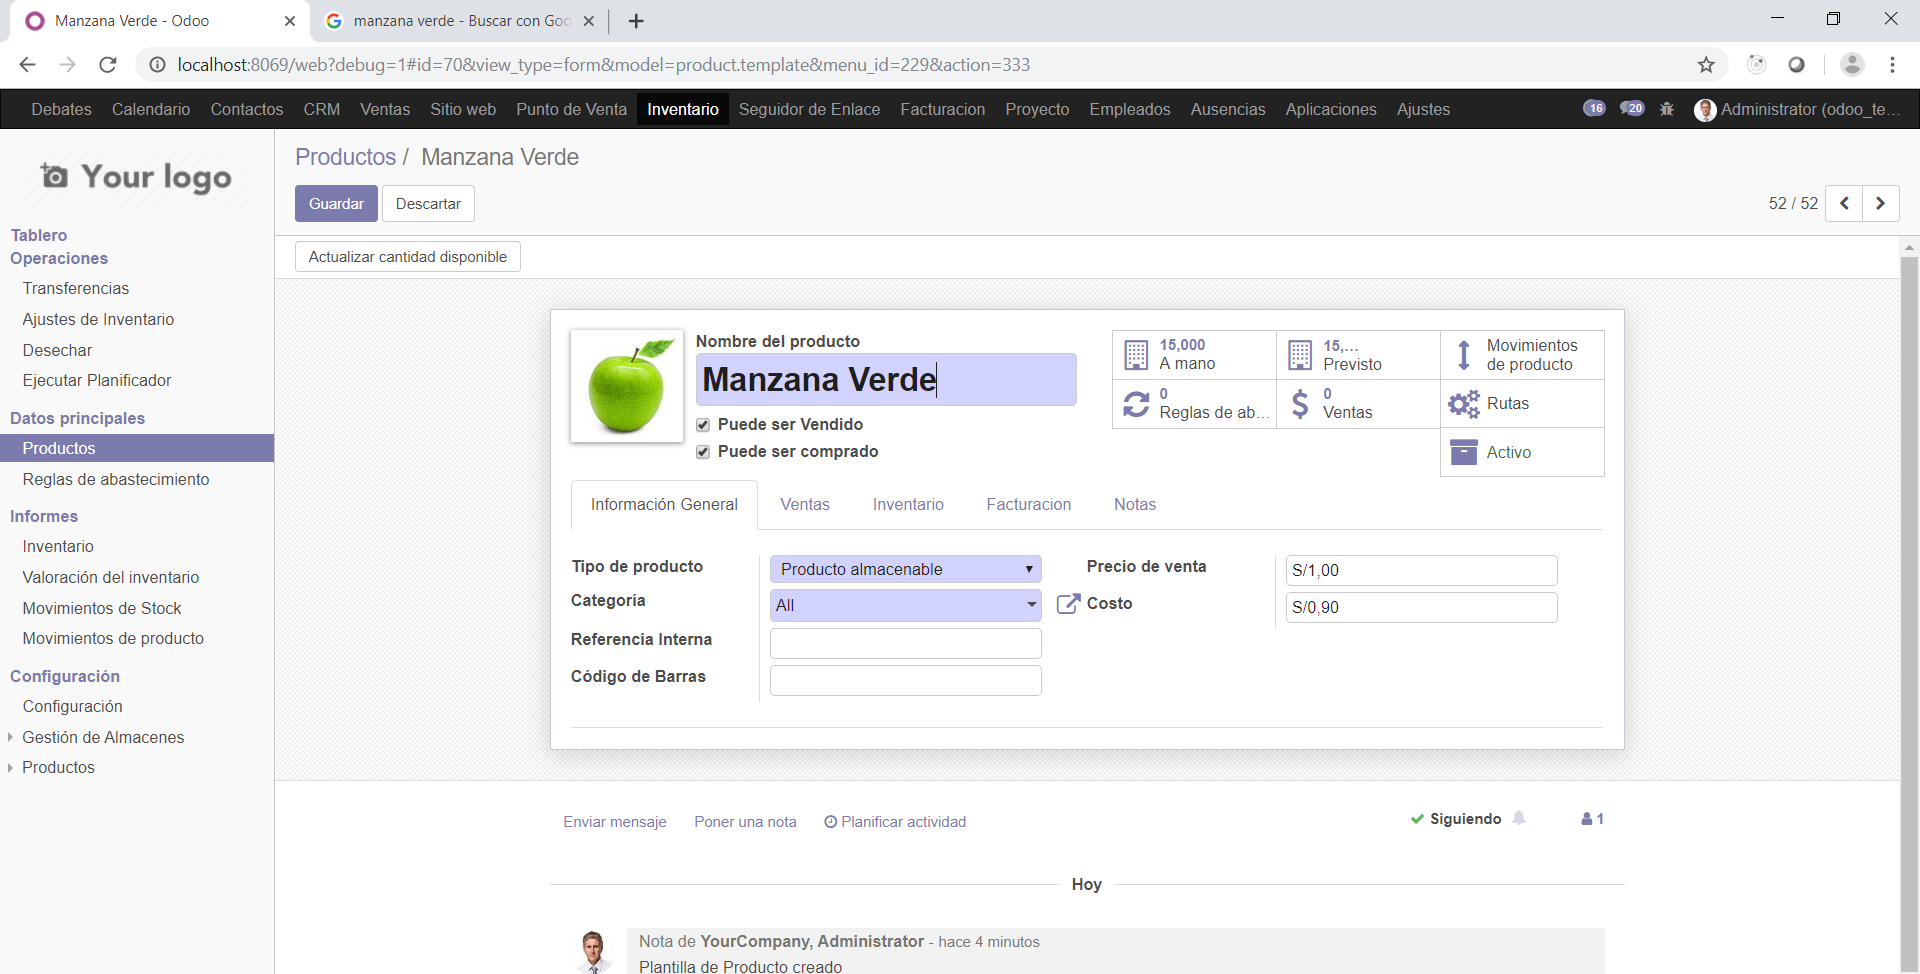 Manzana Verde - Odoo
manzana verde - Buscar con Goo
localhost:8069/web?debug=1#id=70&view_type=form&model=product.template&menu_id=229&action=333
Debates Calendario Contactos CRM Ventas Sitio web Punto de Venta Inventario Seguidor de Enlace Facturacion Proyecto Empleados Ausencias Aplicaciones Ajustes 16 20 Administrator (odoo_te...
Your logo
Tablero
Operaciones
Transferencias
Ajustes de Inventario
Desechar
Ejecutar Planificador
Datos principales
Productos
Reglas de abastecimiento
Informes
Inventario
Valoración del inventario
Movimientos de Stock
Movimientos de producto
Configuración
Configuración
Gestión de Almacenes
Productos
Productos / Manzana Verde
Guardar Descartar
52 / 52
Actualizar cantidad disponible
Nombre del producto
Manzana Verde
Puede ser Vendido
Puede ser comprado
15,000
A mano
15,...
Previsto
Movimientos
de producto
0
Reglas de ab...
0
Ventas
Rutas
Activo
Información General Ventas Inventario Facturacion Notas
Tipo de producto Producto almacenable
Categoría All
Referencia Interna
Código de Barras
Precio de venta S/1,00
Costo S/0,90
Enviar mensaje Poner una nota Planificar actividad
Siguiendo 1
Hoy
Nota de YourCompany, Administrator - hace 4 minutos
Plantilla de Producto creado